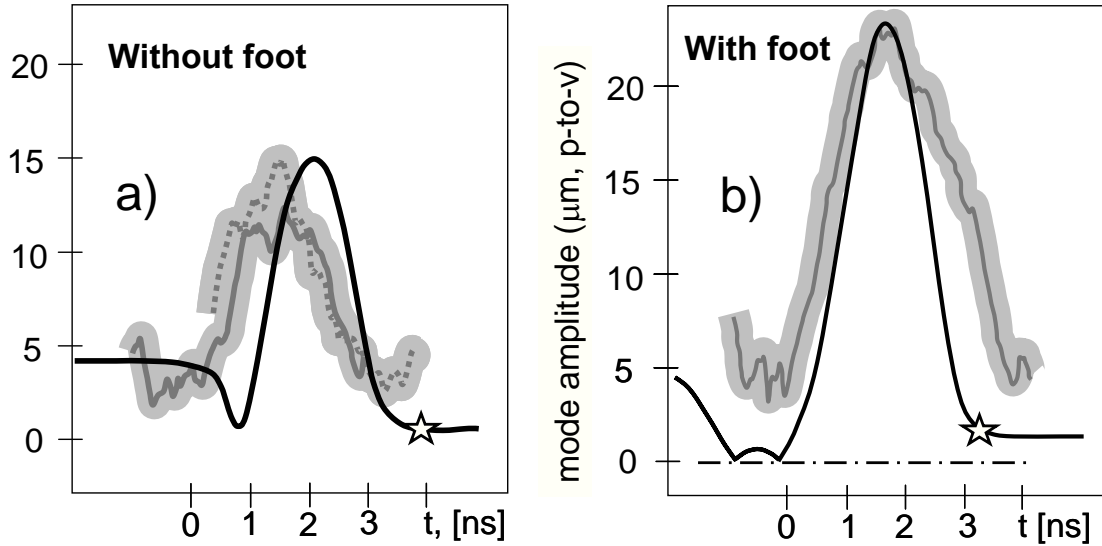 Without foot
a)
20
15
10
5
0
0 1 2 3 t, [ns]
mode amplitude (μm, p-to-v)
With foot
b)
20
15
10
5
0
0 1 2 3 t [ns]